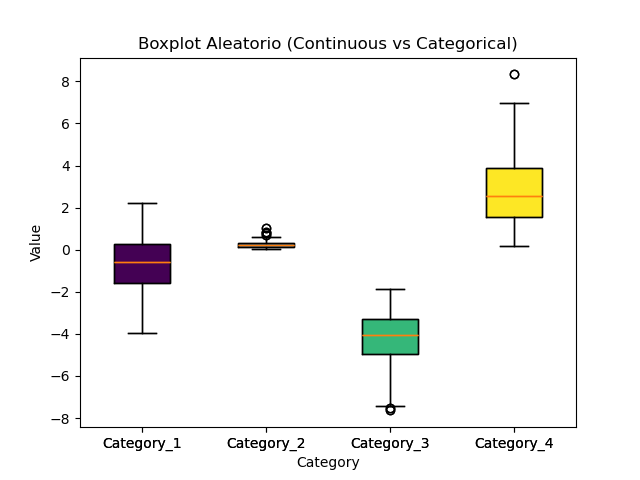 Boxplot Aleatorio (Continuous vs Categorical)
8
6
4
2
0
−2
−4
−6
−8
Value
Category_1 Category_2 Category_3 Category_4
Category